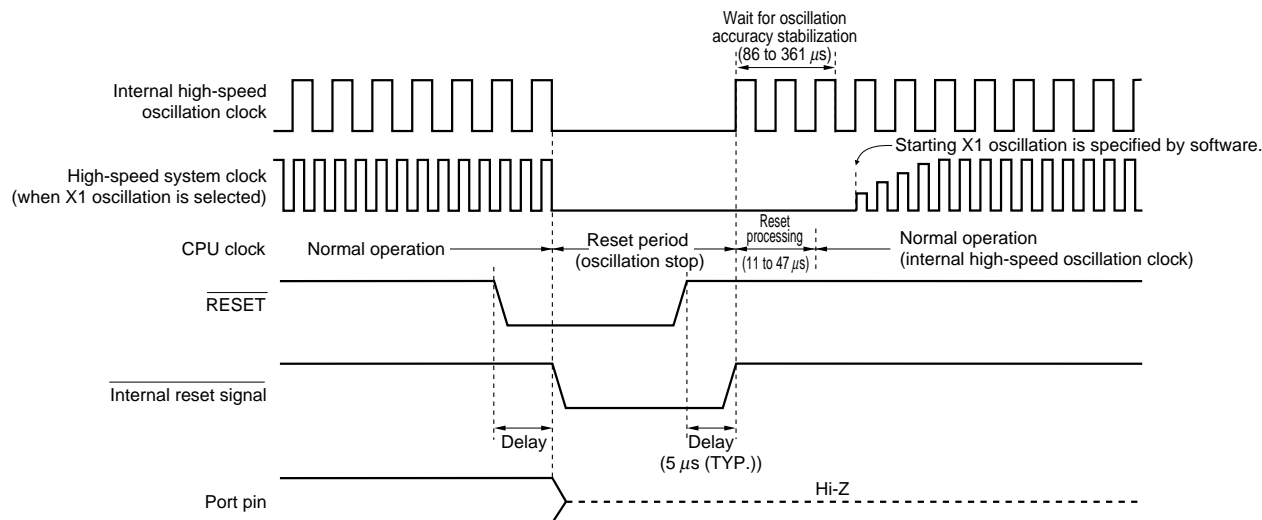 Wait for oscillation
accuracy stabilization
(86 to 361 μs)
Internal high-speed
oscillation clock
Starting X1 oscillation is specified by software.
High-speed system clock
(when X1 oscillation is selected)
CPU clock
Normal operation
Reset period
(oscillation stop)
Reset
processing
(11 to 47 μs)
Normal operation
(internal high-speed oscillation clock)
RESET
Internal reset signal
Delay
Delay
(5 μs (TYP.))
Hi-Z
Port pin